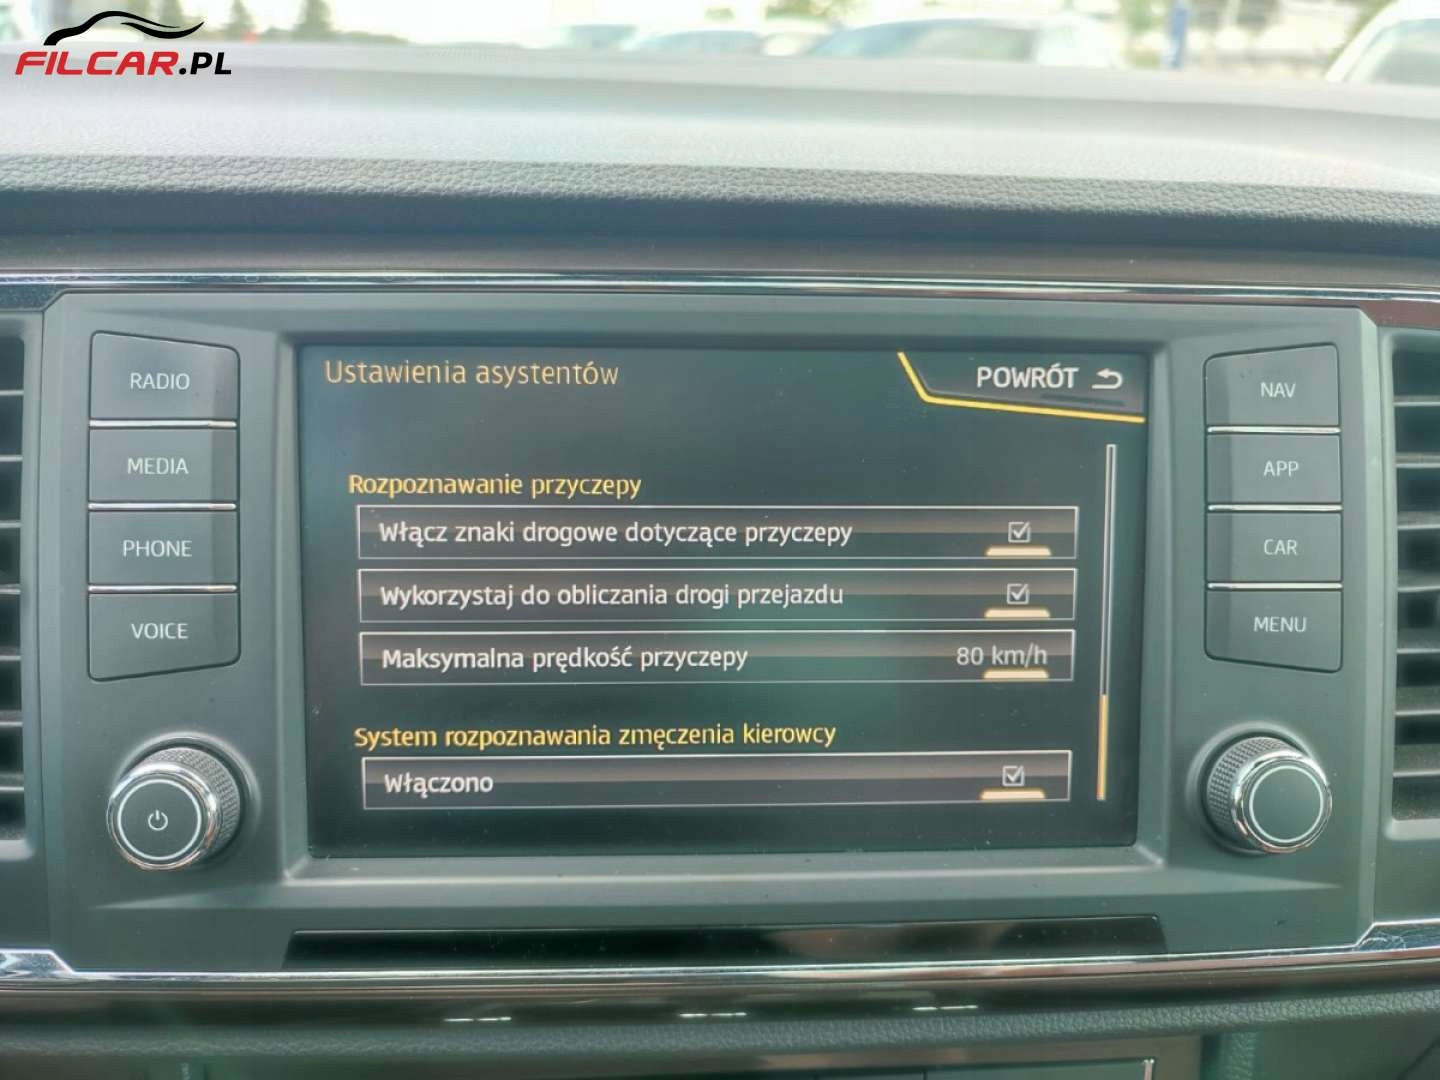 FILCAR.PL
RADIO
MEDIA
PHONE
VOICE
Ustawienia asystentów
POWRÓT
Rozpoznawanie przyczepy
Włącz znaki drogowe dotyczące przyczepy
Wykorzystaj do obliczania drogi przejazdu
Maksymalna prędkość przyczepy 80 km/h
System rozpoznawania zmęczenia kierowcy
Włączono
NAV
APP
CAR
MENU